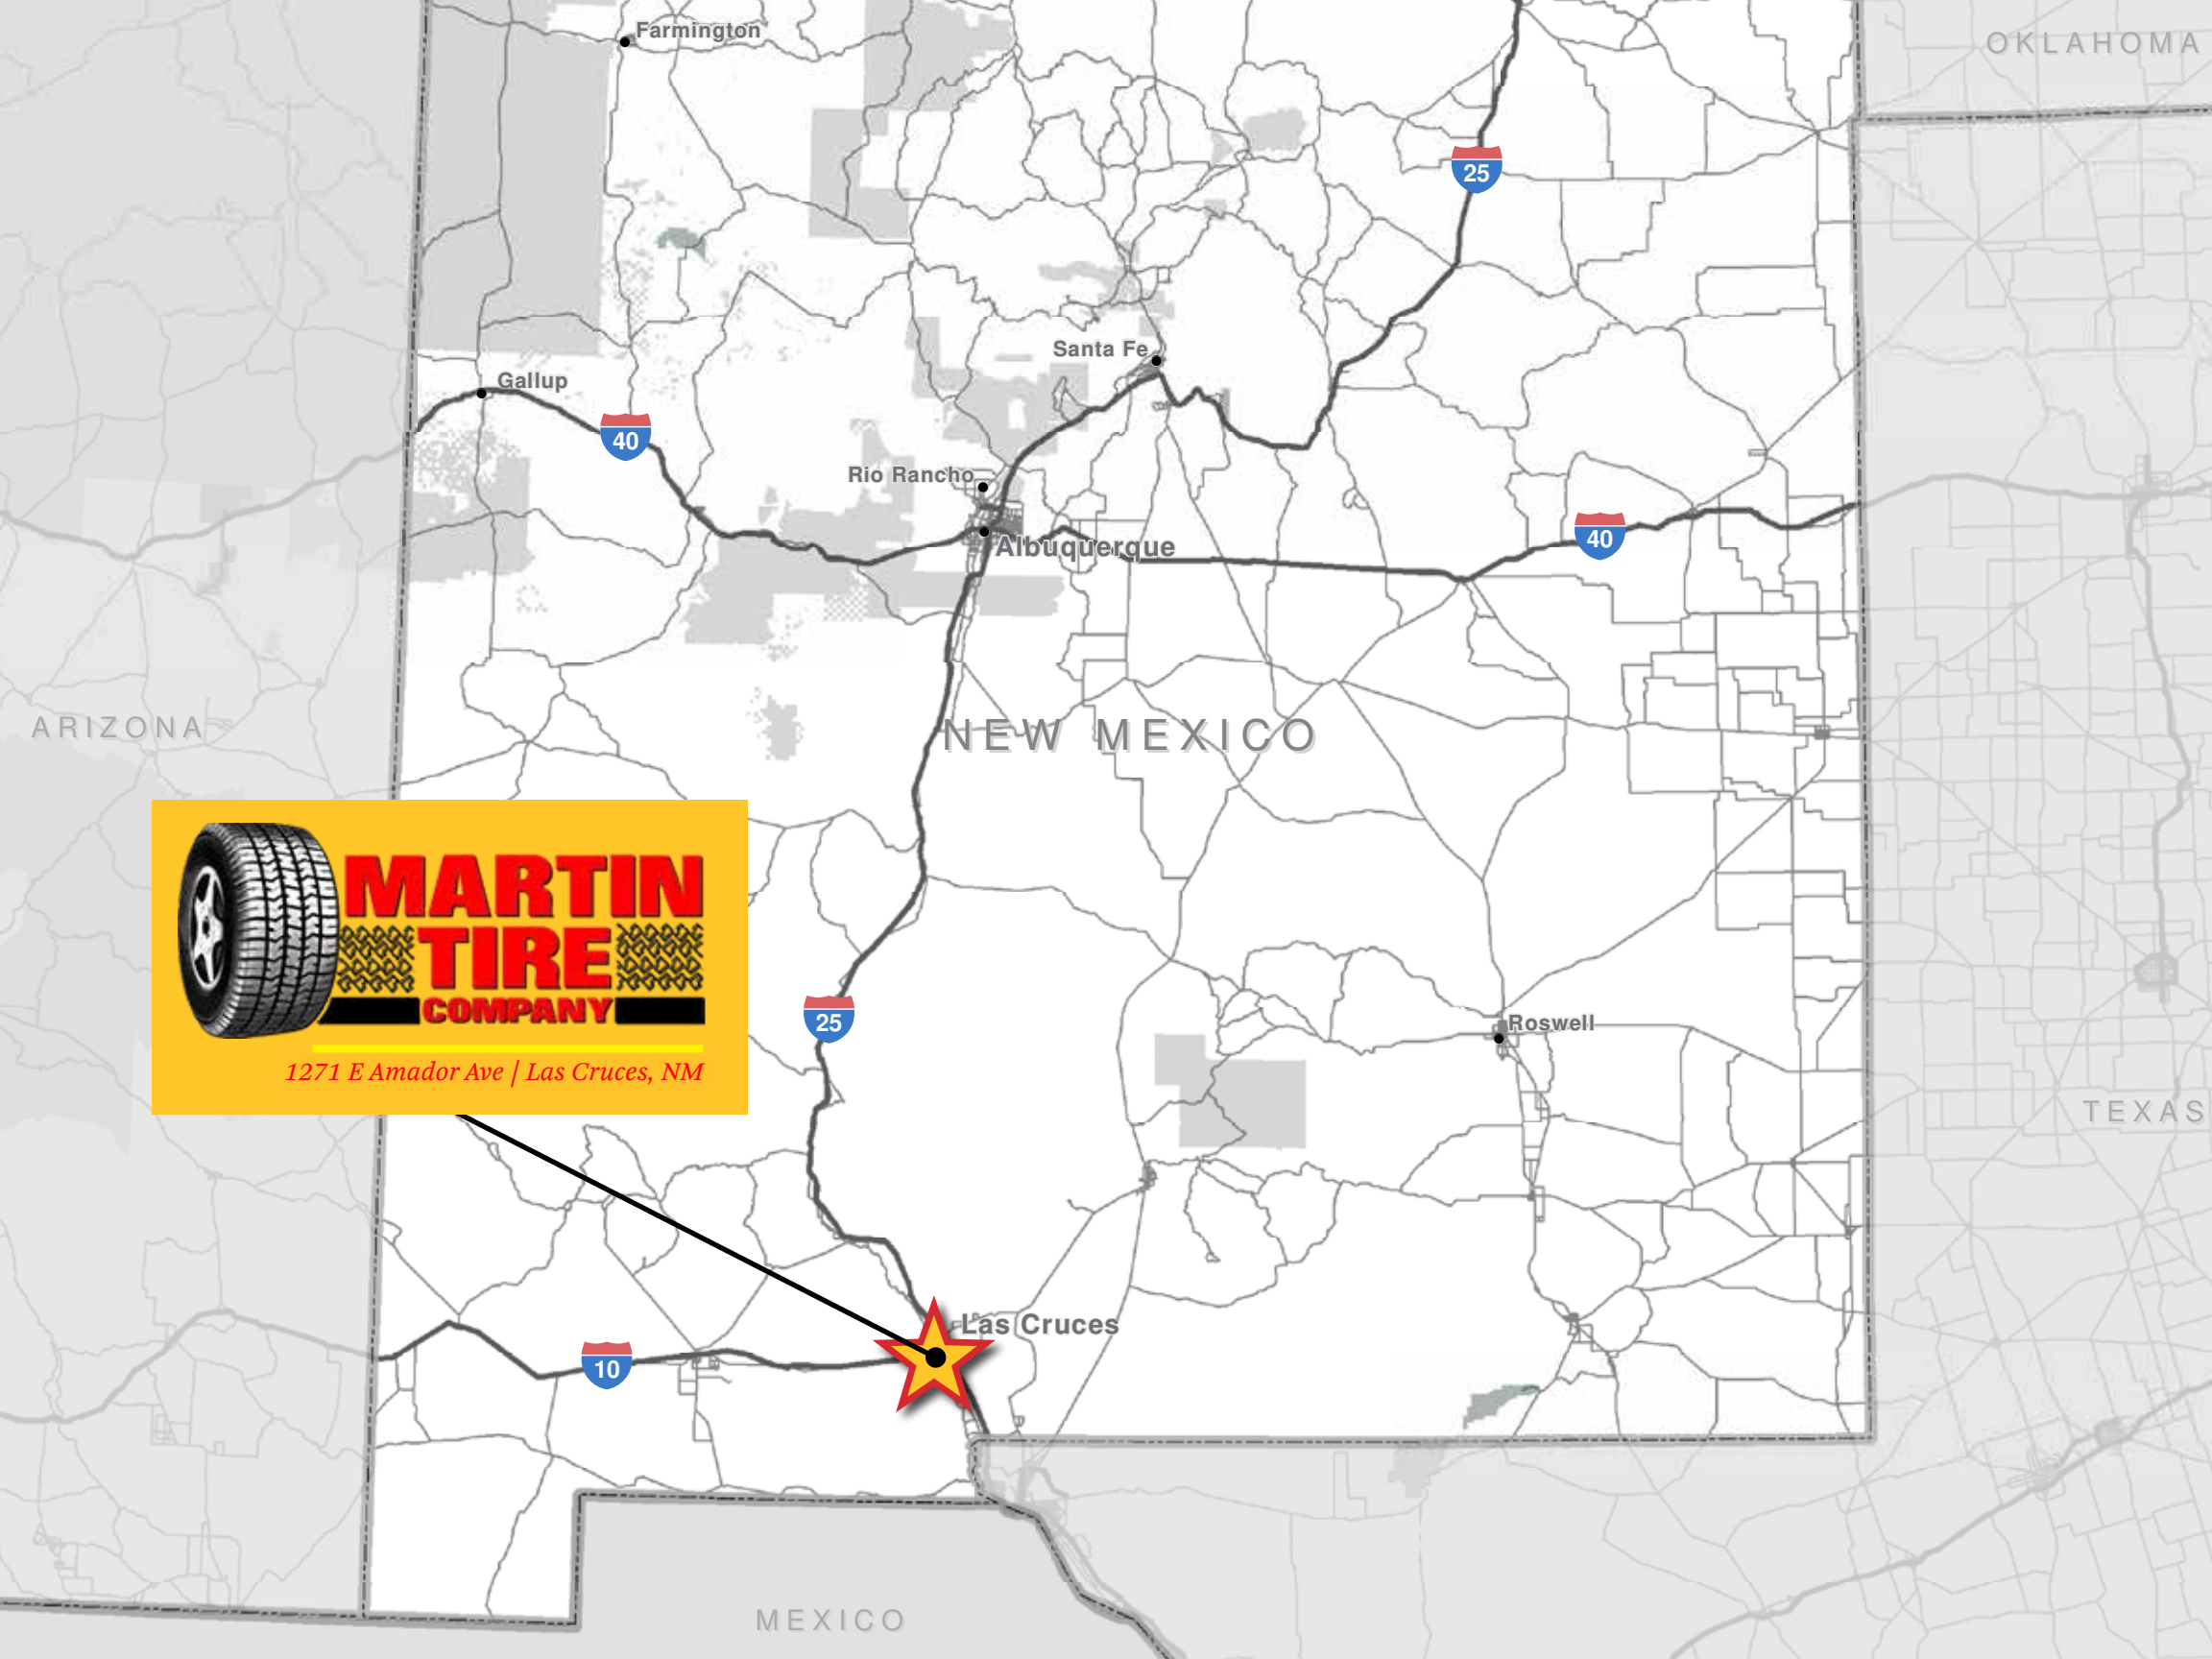 Farmington
OKLAHOMA
25
Santa Fe
Gallup
40
Rio Rancho
40
Albuquerque
ARIZONA
NEW MEXICO
MARTIN
TIRE
COMPANY
1271 E Amador Ave | Las Cruces, NM
25
Roswell
TEXAS
Las Cruces
10
MEXICO